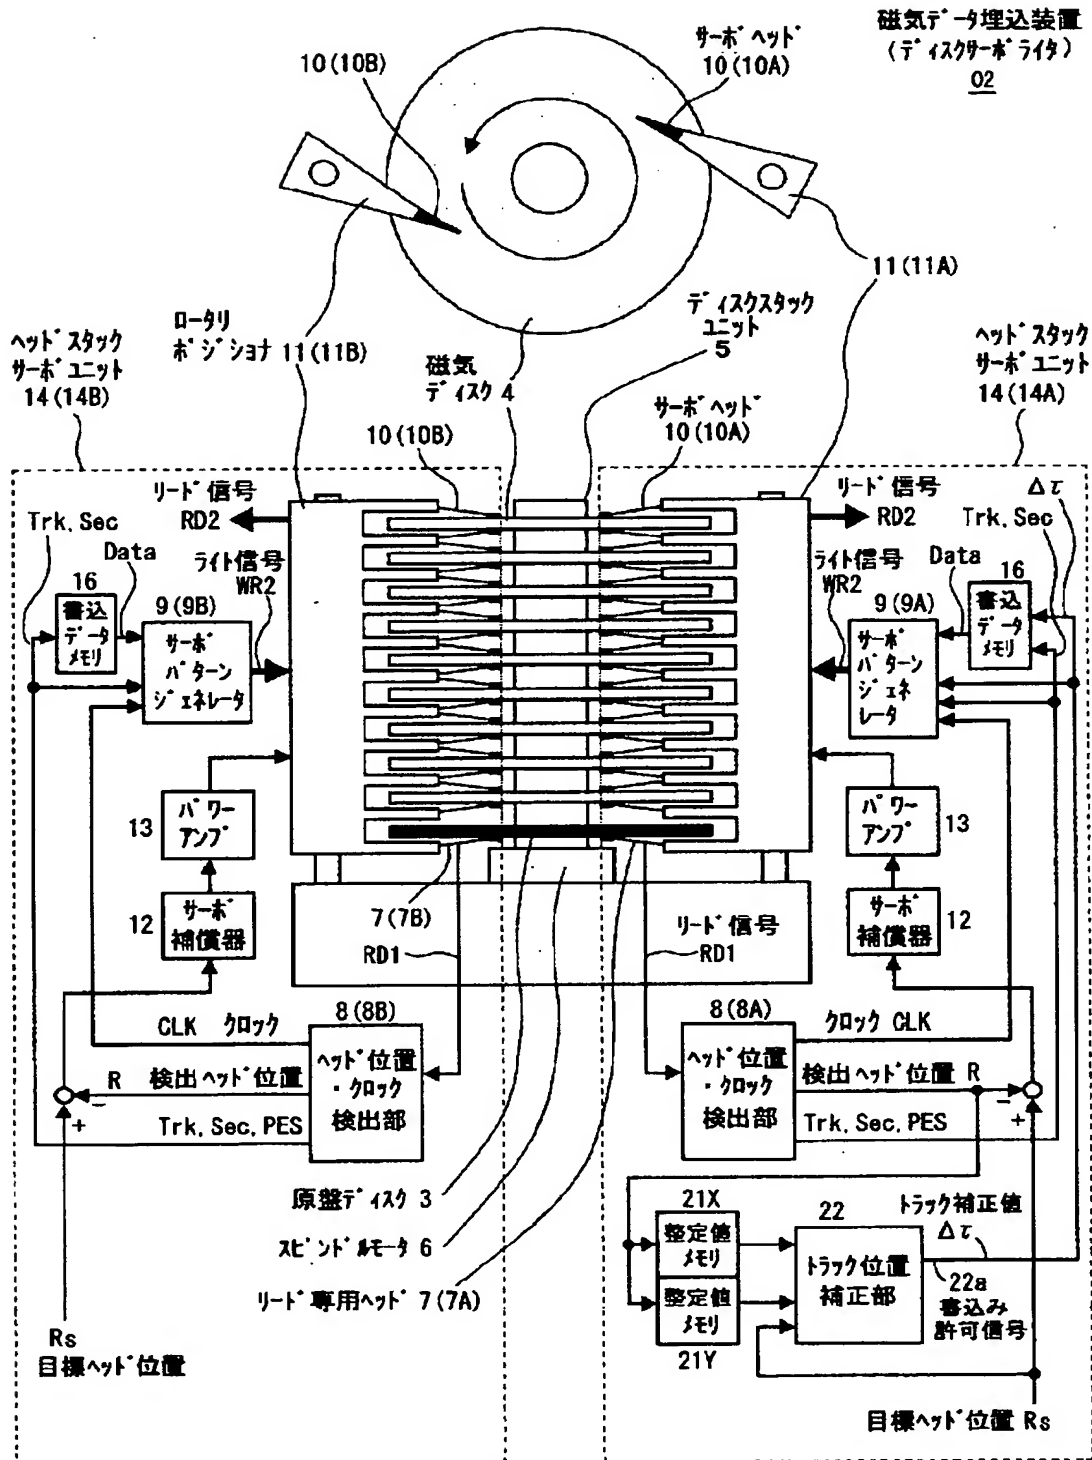 磁気データ埋込装置
(ディスクサーボライタ)
02
サーボヘッド
10(10A)
10(10B)
11(11A)
ディスクスタック
ユニット
5
ロータリ
ポジショナ 11(11B)
ヘッドスタック
サーボユニット
14(14B)
磁気
ディスク 4
サーボヘッド
10(10A)
ヘッドスタック
サーボユニット
14(14A)
10(10B)
リード信号
RD2
Trk, Sec
Data
ライト信号
WR2
16
書込
データ
メモリ
9(9B)
サーボ
パターン
ジェネレータ
リード信号
RD2
Δτ
Trk, Sec
Data
ライト信号
WR2
16
書込
データ
メモリ
9(9A)
サーボ
パターン
ジェネ
レータ
13
パワー
アンプ
パワー
アンプ
13
12
サーボ
補償器
サーボ
補償器
12
7(7B)
RD1
リード信号
RD1
8(8B)
ヘッド位置
・クロック
検出部
CLK クロック
R 検出ヘッド位置
−
+
Trk, Sec, PES
8(8A)
ヘッド位置
・クロック
検出部
クロック CLK
検出ヘッド位置 R
−
+
Trk, Sec, PES
原盤ディスク 3
スピンドルモータ 6
リード専用ヘッド 7(7A)
21X
整定値
メモリ
整定値
メモリ
21Y
22
トラック位置
補正部
トラック補正値
Δτ
22a
書込み
許可信号
Rs
目標ヘッド位置
目標ヘッド位置 Rs